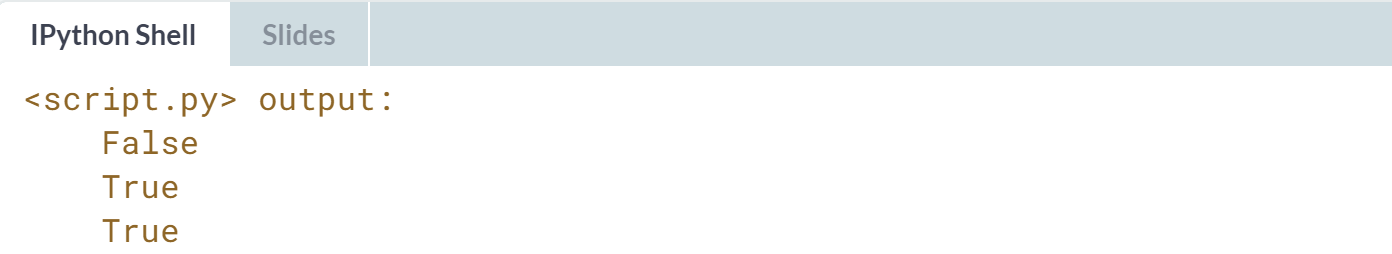 IPython Shell Slides
<script.py> output:
False
True
True